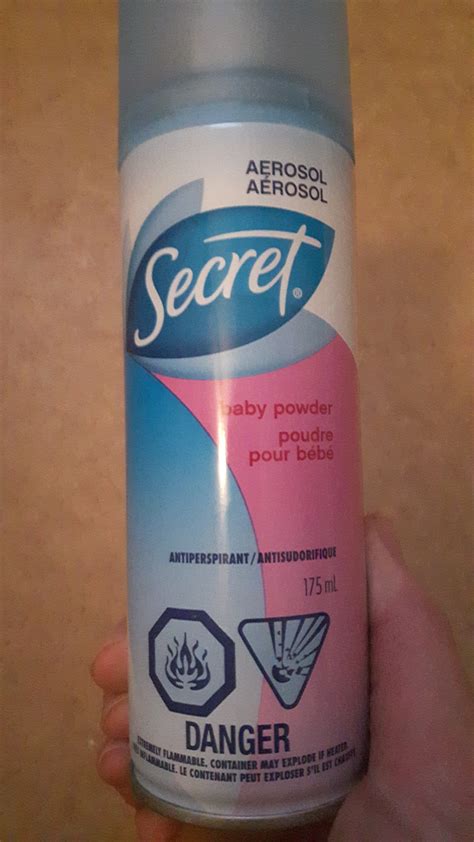 AEROSOL
AÉROSOL
Secret®
baby powder
poudre
pour bébé
ANTIPERSPIRANT/ANTISUDORIFIQUE
175 mL
DANGER
EXTREMELY FLAMMABLE. CONTAINER MAY EXPLODE IF HEATED.
INFLAMMABLE. LE CONTENANT PEUT EXPLOSER S'IL EST